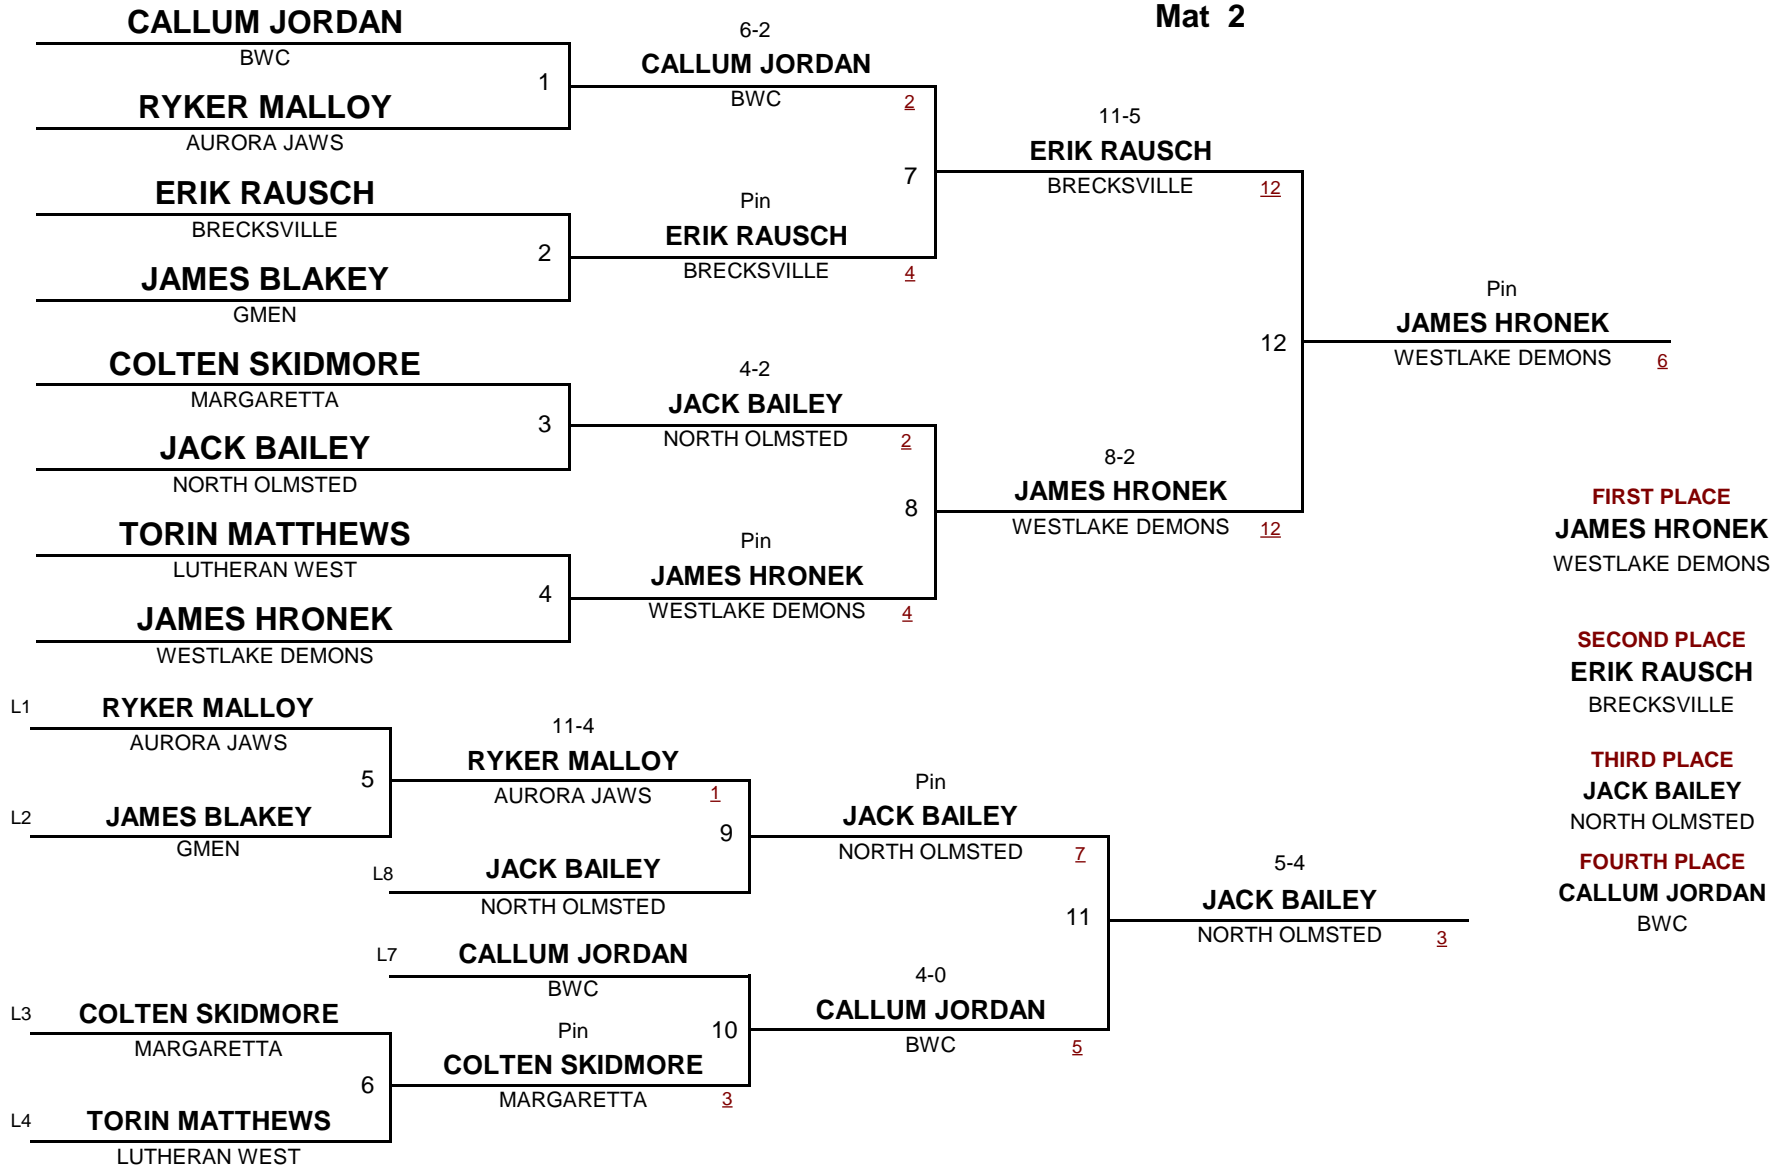 Mat 2
CALLUM JORDAN
BWC
1
RYKER MALLOY
AURORA JAWS
ERIK RAUSCH
BRECKSVILLE
2
JAMES BLAKEY
GMEN
COLTEN SKIDMORE
MARGARETTA
3
JACK BAILEY
NORTH OLMSTED
TORIN MATTHEWS
LUTHERAN WEST
4
JAMES HRONEK
WESTLAKE DEMONS
6-2
CALLUM JORDAN
BWC 2
7
Pin
ERIK RAUSCH
BRECKSVILLE 4
4-2
JACK BAILEY
NORTH OLMSTED 2
8
Pin
JAMES HRONEK
WESTLAKE DEMONS 4
11-5
ERIK RAUSCH
BRECKSVILLE 12
12
8-2
JAMES HRONEK
WESTLAKE DEMONS 12
Pin
JAMES HRONEK
WESTLAKE DEMONS 6
L1 RYKER MALLOY
AURORA JAWS
5
L2 JAMES BLAKEY
GMEN
L3 COLTEN SKIDMORE
MARGARETTA
6
L4 TORIN MATTHEWS
LUTHERAN WEST
11-4
RYKER MALLOY
AURORA JAWS 1
9
L8 JACK BAILEY
NORTH OLMSTED
L7 CALLUM JORDAN
BWC
10
Pin
COLTEN SKIDMORE
MARGARETTA 3
Pin
JACK BAILEY
NORTH OLMSTED 7
11
4-0
CALLUM JORDAN
BWC 5
5-4
JACK BAILEY
NORTH OLMSTED 3
FIRST PLACE
JAMES HRONEK
WESTLAKE DEMONS
SECOND PLACE
ERIK RAUSCH
BRECKSVILLE
THIRD PLACE
JACK BAILEY
NORTH OLMSTED
FOURTH PLACE
CALLUM JORDAN
BWC